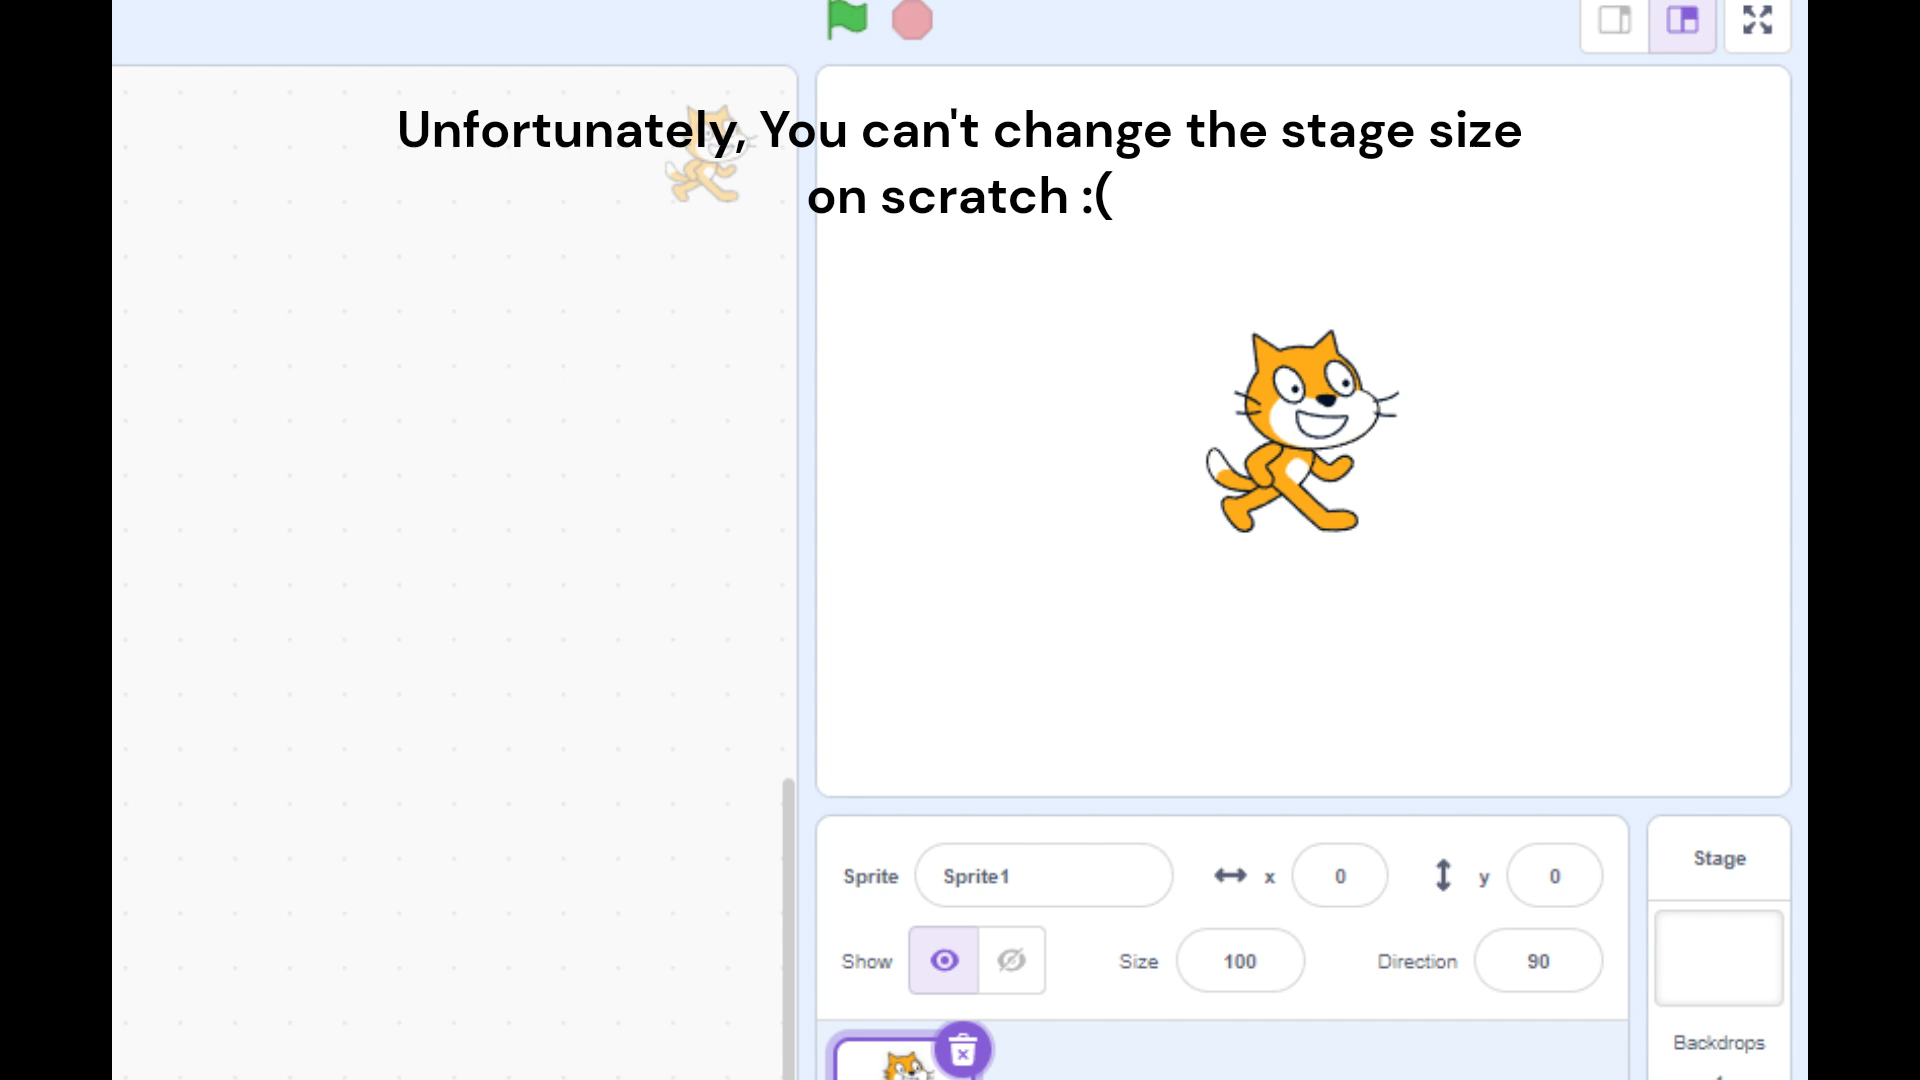 Unfortunately, You can't change the stage size
on scratch :(
Sprite Sprite1 x 0 y 0
Show Size 100 Direction 90
Stage
Backdrops